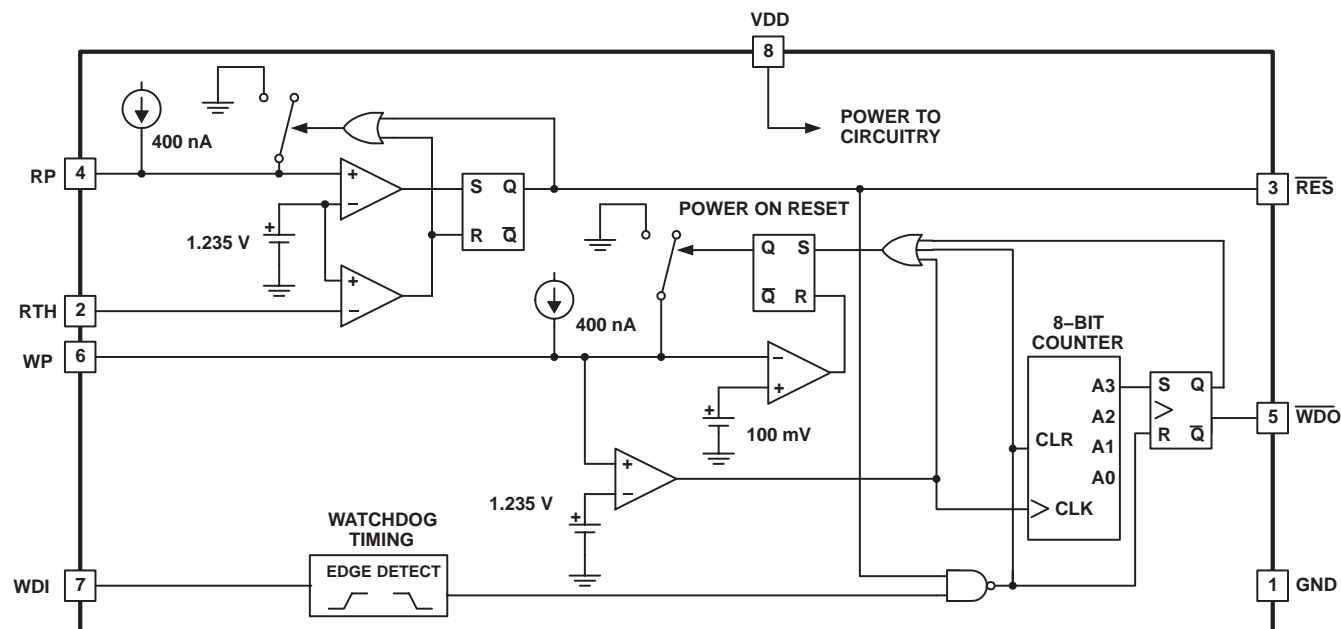 VDD
8
POWER TO
CIRCUITRY
400 nA
RP
4
+
−
S Q
R Q̅
+
1.235 V
+
−
3
R̅E̅S̅
POWER ON RESET
Q S
Q̅ R
RTH
2
400 nA
WP
6
8–BIT
COUNTER
−
+
+
100 mV
A3
A2
A1
A0
CLR
CLK
S Q
R Q̅
5
W̅D̅O̅
+
−
1.235 V
+
WATCHDOG
TIMING
EDGE DETECT
WDI
7
1
GND